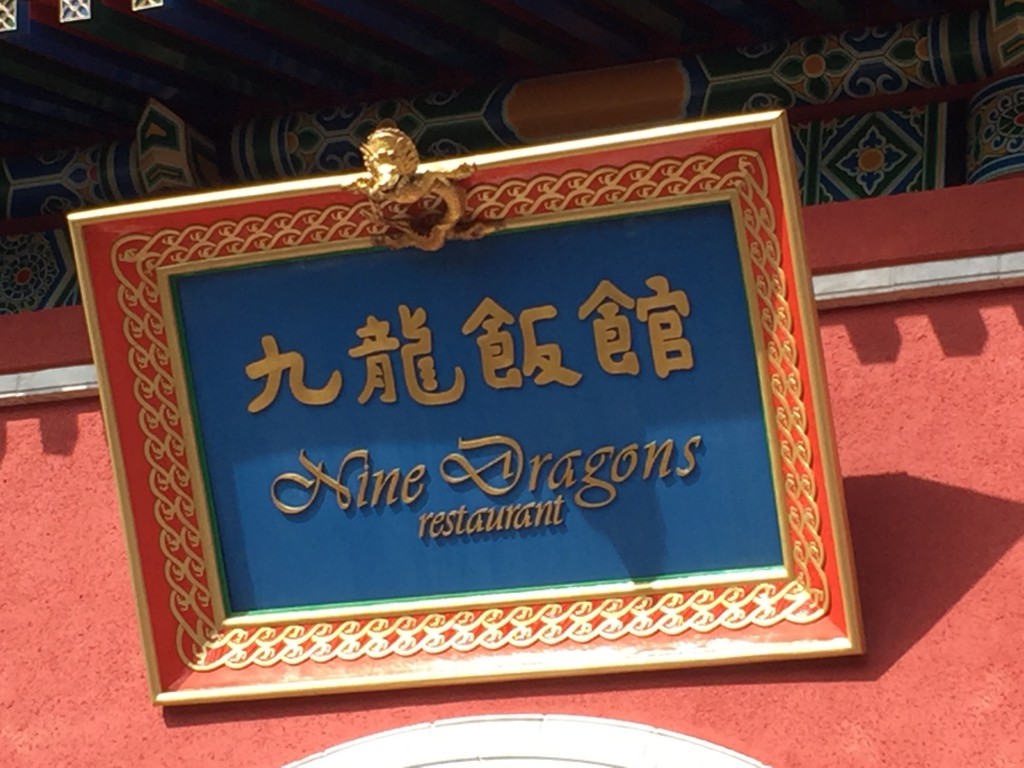 九龍飯館
Nine Dragons
restaurant